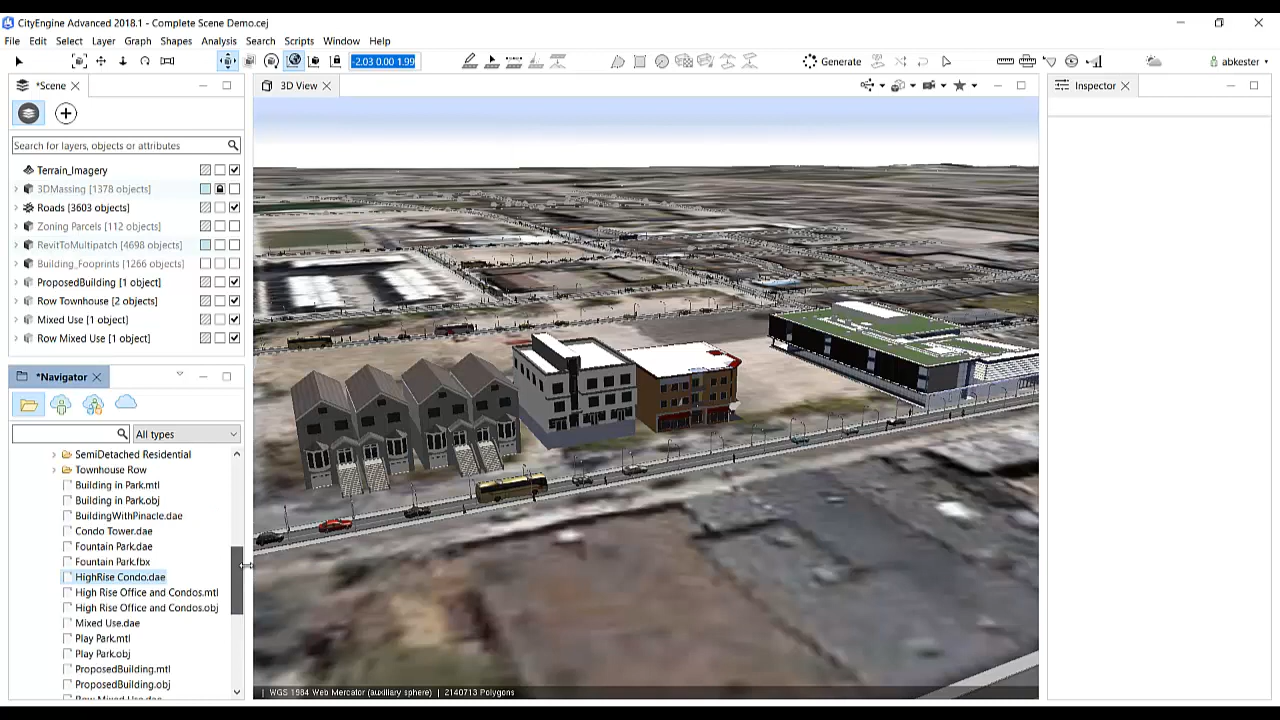 CityEngine Advanced 2018.1 - Complete Scene Demo.cej
File Edit Select Layer Graph Shapes Analysis Search Scripts Window Help
-2.03 0.00 1.99
Generate
abkester
*Scene
3D View
Inspector
Search for layers, objects or attributes
Terrain_Imagery
3DMassing [1378 objects]
Roads [3603 objects]
Zoning Parcels [112 objects]
RevitToMultipatch [4698 objects]
Building_Fooprints [1266 objects]
ProposedBuilding [1 object]
Row Townhouse [2 objects]
Mixed Use [1 object]
Row Mixed Use [1 object]
*Navigator
All types
SemiDetached Residential
Townhouse Row
Building in Park.mtl
Building in Park.obj
BuildingWithPinacle.dae
Condo Tower.dae
Fountain Park.dae
Fountain Park.fbx
HighRise Condo.dae
High Rise Office and Condos.mtl
High Rise Office and Condos.obj
Mixed Use.dae
Play Park.mtl
Play Park.obj
ProposedBuilding.mtl
ProposedBuilding.obj
Row Mixed Use.dae
| WGS 1984 Web Mercator (auxiliary sphere) | 2140713 Polygons